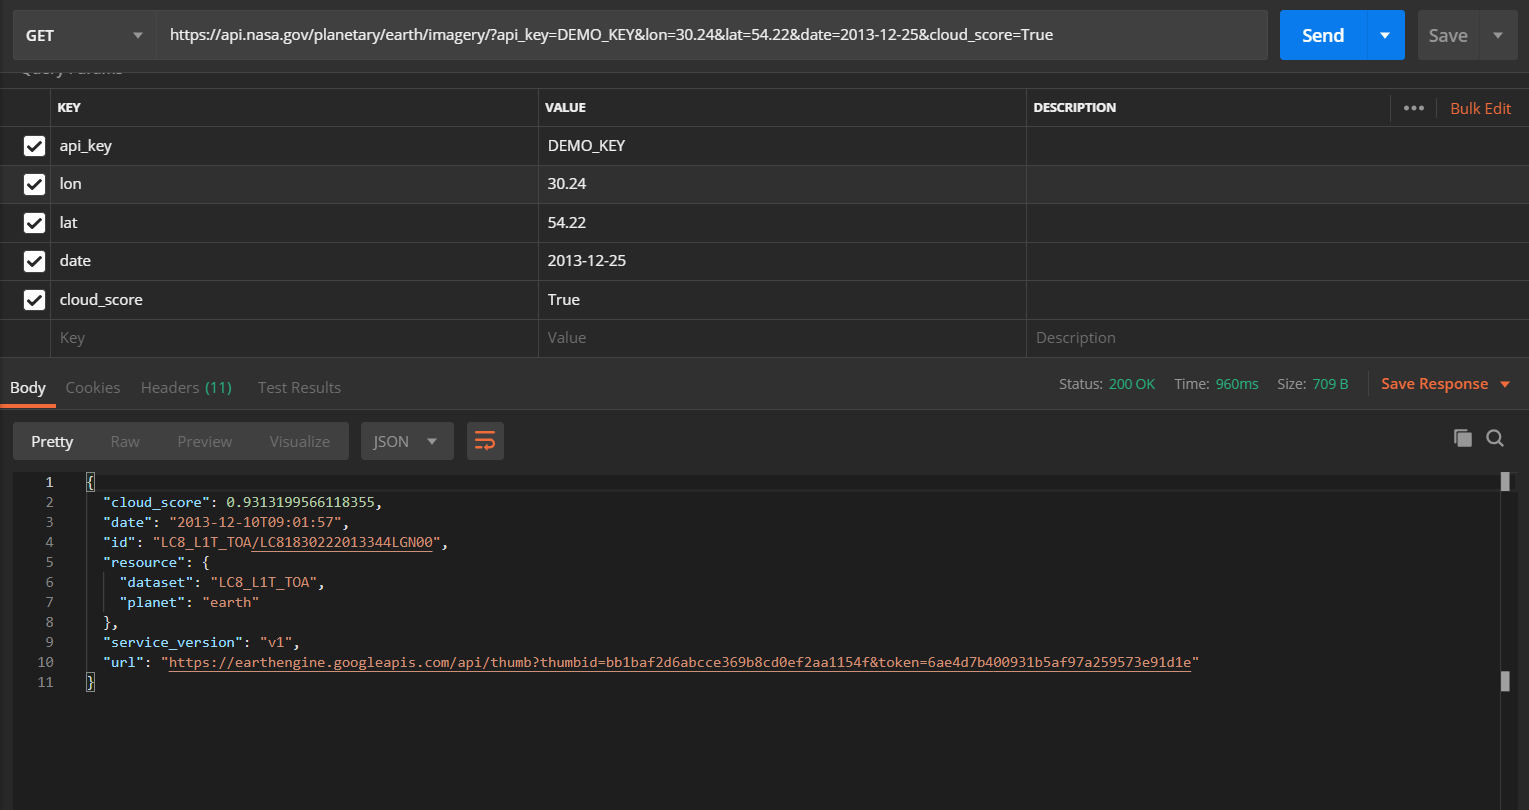 GET https://api.nasa.gov/planetary/earth/imagery/?api_key=DEMO_KEY&lon=30.24&lat=54.22&date=2013-12-25&cloud_score=True Send Save
Query Params
KEY VALUE DESCRIPTION ••• Bulk Edit
api_key DEMO_KEY
lon 30.24
lat 54.22
date 2013-12-25
cloud_score True
Key Value Description
Body Cookies Headers (11) Test Results Status: 200 OK Time: 960ms Size: 709 B Save Response
Pretty Raw Preview Visualize JSON
1 {
2 "cloud_score": 0.9313199566118355,
3 "date": "2013-12-10T09:01:57",
4 "id": "LC8_L1T_TOA/LC81830222013344LGN00",
5 "resource": {
6 "dataset": "LC8_L1T_TOA",
7 "planet": "earth"
8 },
9 "service_version": "v1",
10 "url": "https://earthengine.googleapis.com/api/thumb?thumbid=bb1baf2d6abcce369b8cd0ef2aa1154f&token=6ae4d7b400931b5af97a259573e91d1e"
11 }